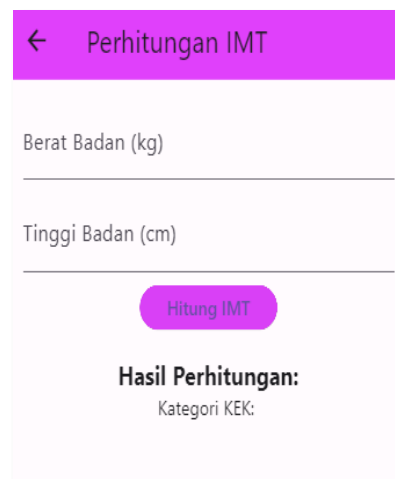 Perhitungan IMT
Berat Badan (kg)
Tinggi Badan (cm)
Hitung IMT
Hasil Perhitungan:
Kategori KEK: